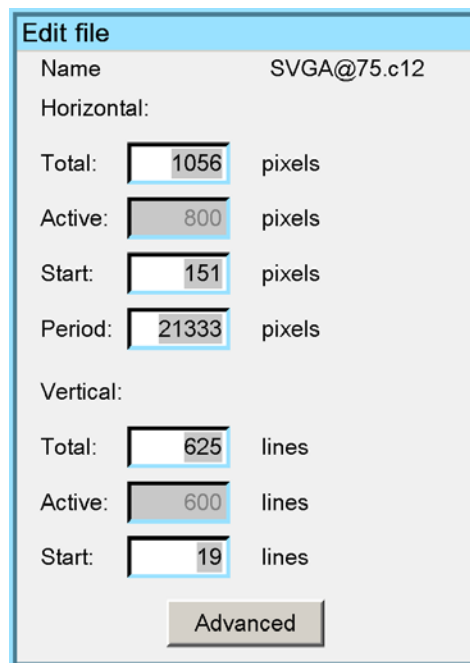 Edit file
Name SVGA@75.c12
Horizontal:
Total: 1056 pixels
Active: 800 pixels
Start: 151 pixels
Period: 21333 pixels
Vertical:
Total: 625 lines
Active: 600 lines
Start: 19 lines
Advanced